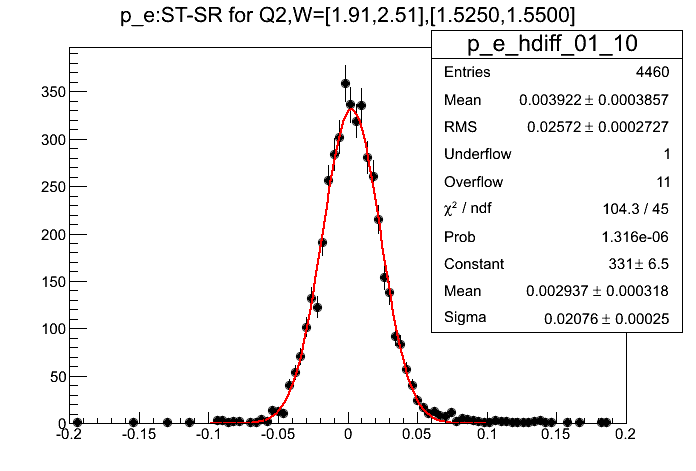 p_e:ST-SR for Q2,W=[1.91,2.51],[1.5250,1.5500]
p_e_hdiff_01_10
Entries 4460
Mean 0.003922 ± 0.0003857
RMS 0.02572 ± 0.0002727
Underflow 1
Overflow 11
χ² / ndf 104.3 / 45
Prob 1.316e-06
Constant 331± 6.5
Mean 0.002937 ± 0.000318
Sigma 0.02076 ± 0.00025
350
300
250
200
150
100
50
0
-0.2 -0.15 -0.1 -0.05 0 0.05 0.1 0.15 0.2